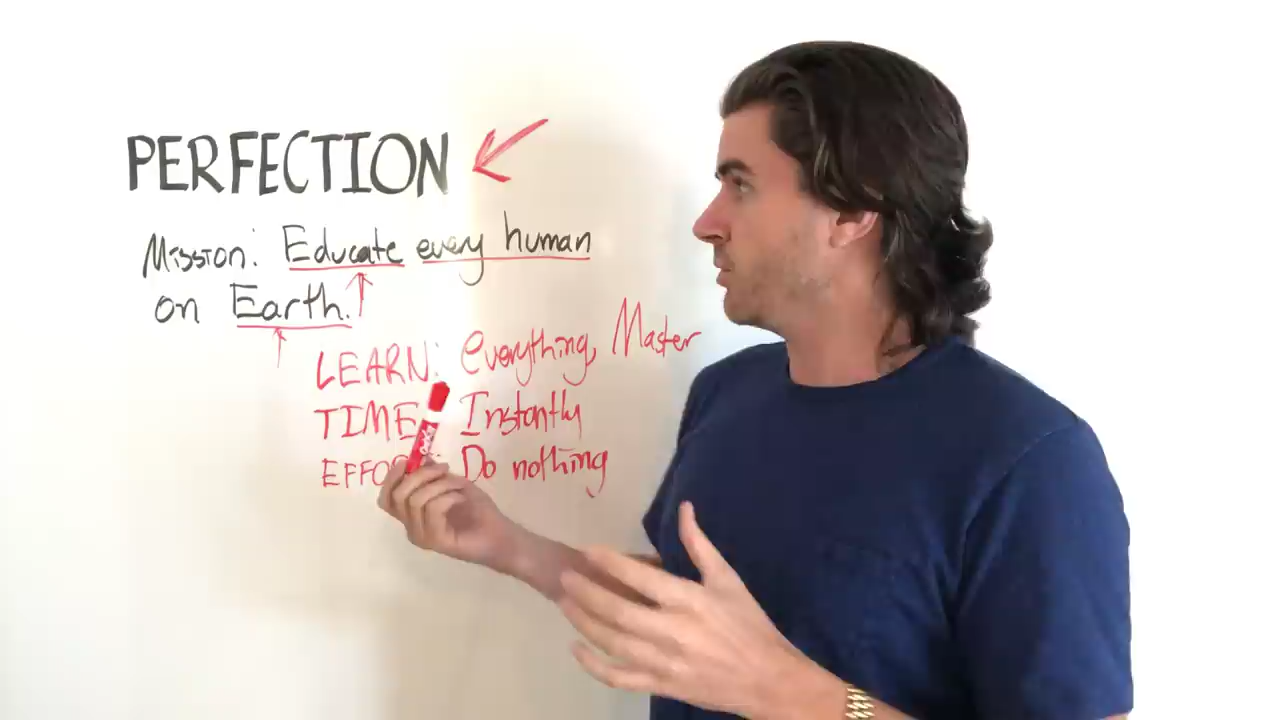 PERFECTION
Mission: Educate every human
on Earth.
LEARN: everything, Master
TIME Instantly
Do nothing